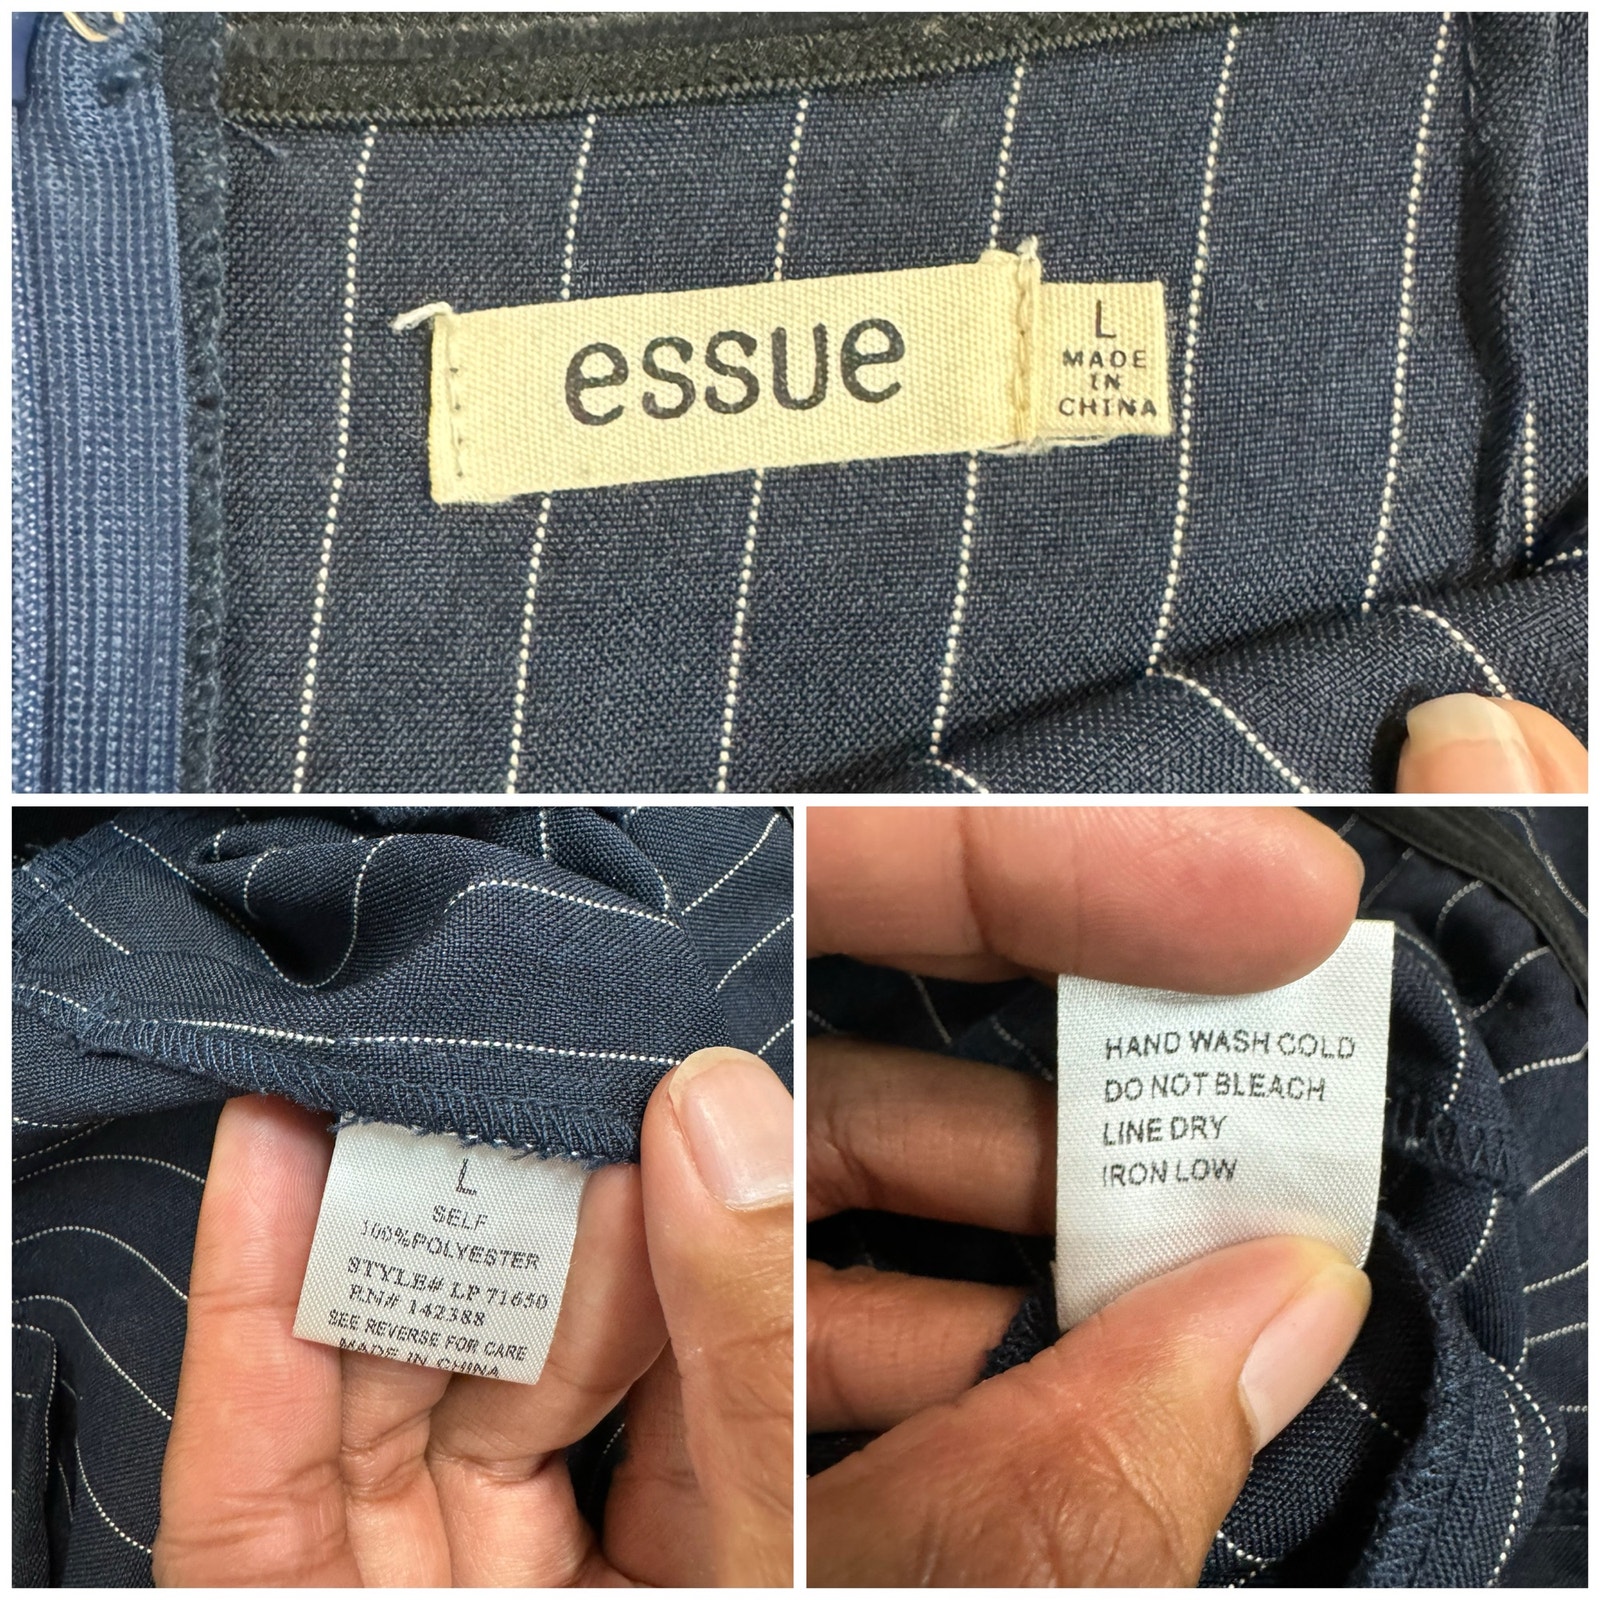 essue
L
MADE
IN
CHINA
L
SELF
100%POLYESTER
STYLE# LP 71650
RN# 142388
SEE REVERSE FOR CARE
MADE IN CHINA
HAND WASH COLD
DO NOT BLEACH
LINE DRY
IRON LOW